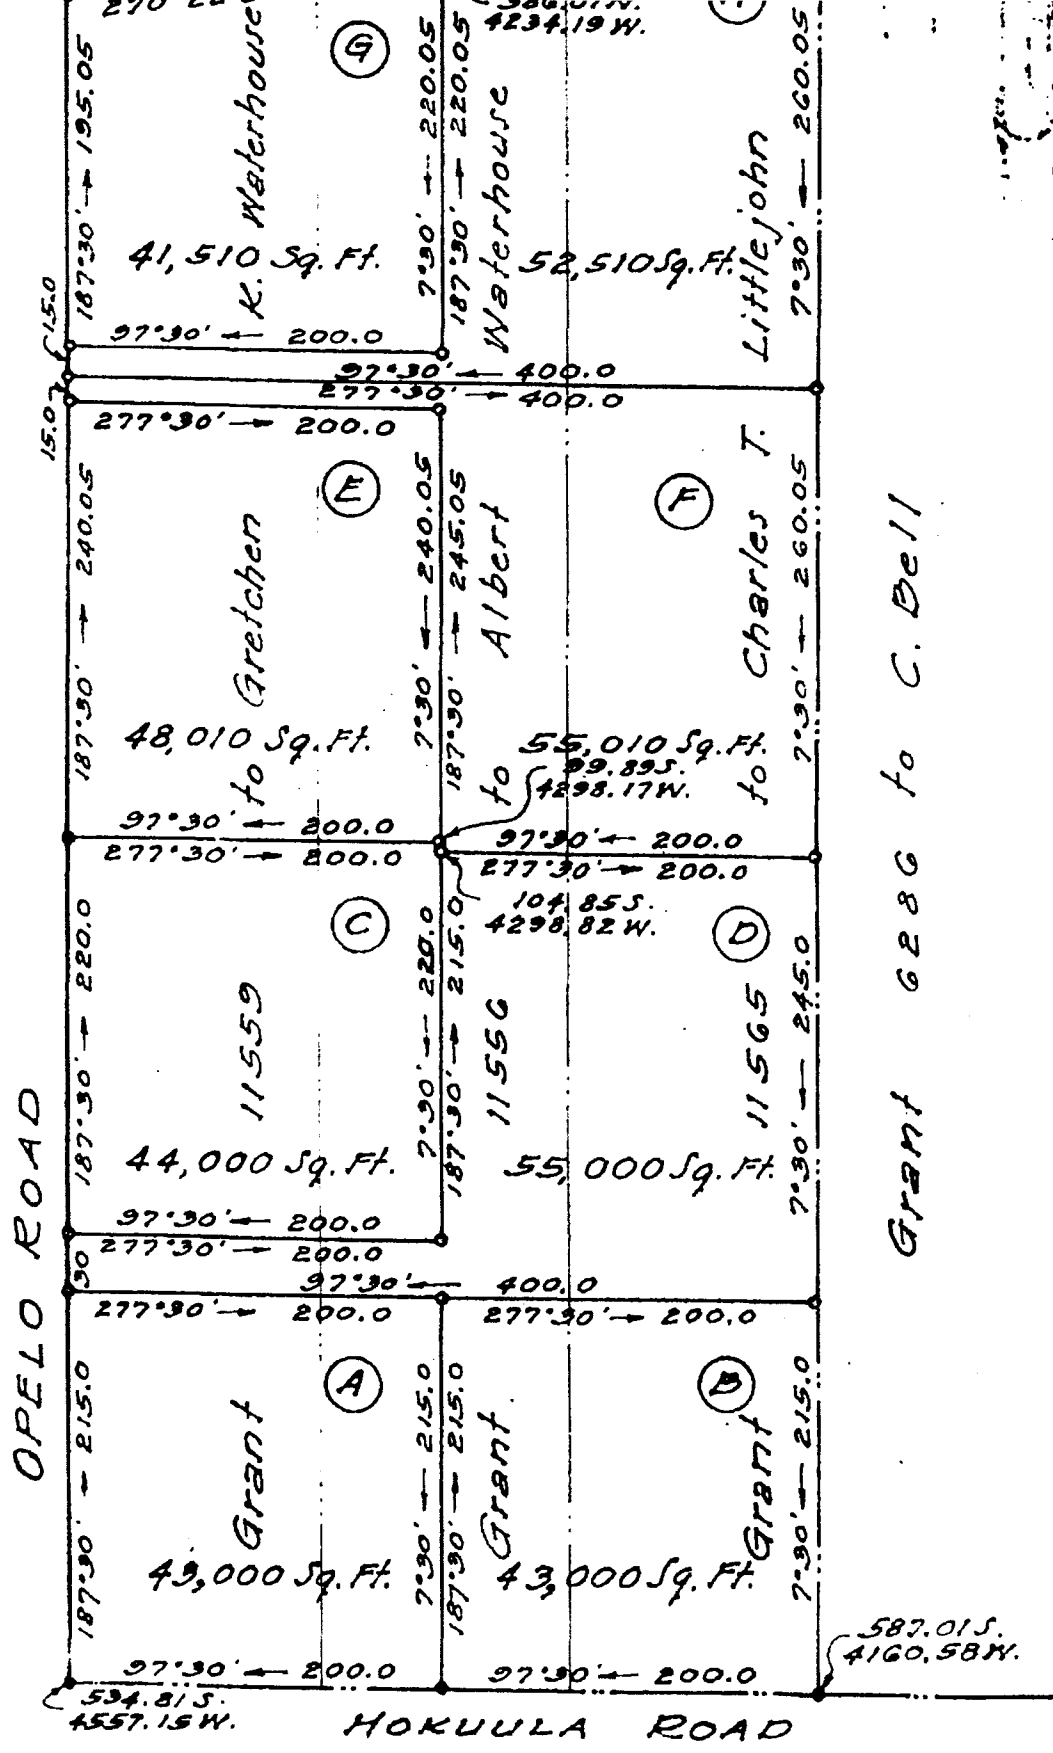 G
4234.19 W.
187°30' → 195.05
K. Waterhouse
7°30' ← 220.05
187°30' → 220.05
Waterhouse
Littlejohn
7°30' ← 260.05
41,510 Sq. Ft.
52,510 Sq. Ft.
15.0
97°30' ← 200.0
97°30' ← 400.0
277°30' → 400.0
15.0
277°30' → 200.0
E
F
187°30' → 240.05
to Gretchen
7°30' ← 240.05
187°30' → 245.05
to Albert
to Charles T.
7°30' ← 260.05
Grant 6286 to C. Bell
48,010 Sq. Ft.
55,010 Sq. Ft.
99.89 S.
4298.17 W.
97°30' ← 200.0
277°30' → 200.0
97°30' ← 200.0
277°30' → 200.0
104.85 S.
4298.82 W.
C
D
187°30' → 220.0
11559
7°30' ← 220.0
187°30' → 215.0
11556
11565
7°30' ← 245.0
44,000 Sq. Ft.
55,000 Sq. Ft.
OPELO ROAD
97°30' ← 200.0
277°30' → 200.0
30
97°30' ← 400.0
277°30' → 200.0
277°30' → 200.0
A
B
187°30' → 215.0
Grant
7°30' ← 215.0
187°30' → 215.0
Grant
Grant
7°30' ← 215.0
43,000 Sq. Ft.
43,000 Sq. Ft.
97°30' ← 200.0
97°30' ← 200.0
587.01 S.
4160.58 W.
534.81 S.
4557.15 W.
HOKUULA ROAD